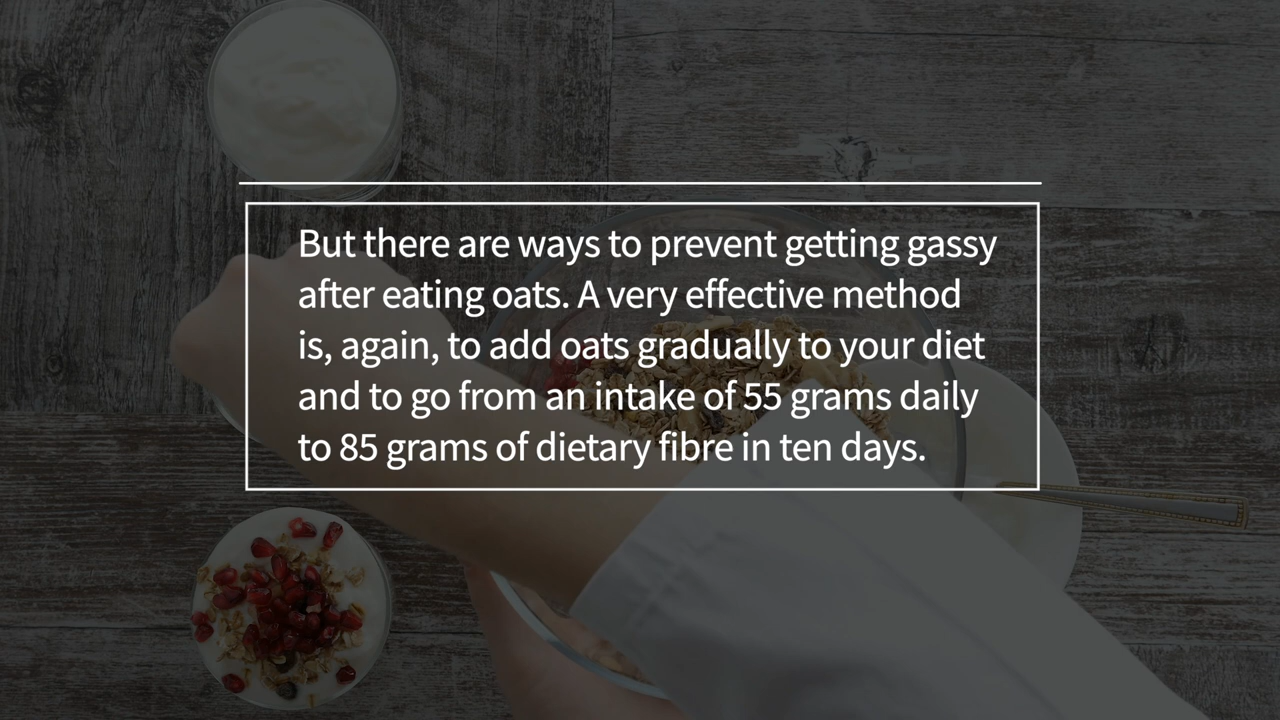 But there are ways to prevent getting gassy
after eating oats. A very effective method
is, again, to add oats gradually to your diet
and to go from an intake of 55 grams daily
to 85 grams of dietary fibre in ten days.